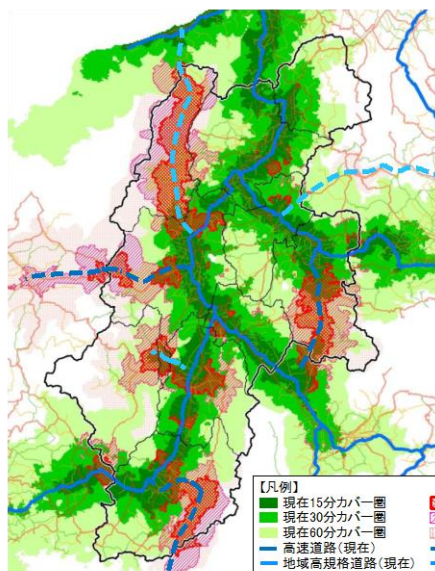 【凡例】
現在15分カバー圏
現在30分カバー圏
現在60分カバー圏
高速道路(現在)
地域高規格道路(現在)